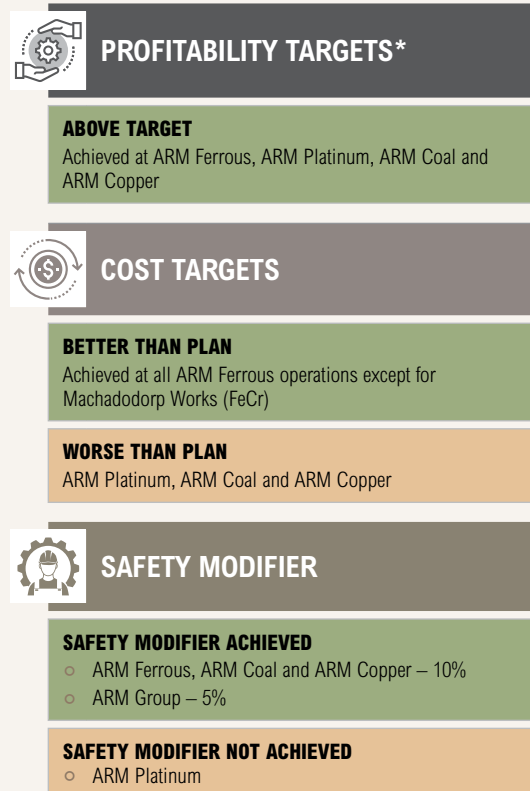 PROFITABILITY TARGETS*
ABOVE TARGET
Achieved at ARM Ferrous, ARM Platinum, ARM Coal and
ARM Copper
$
COST TARGETS
BETTER THAN PLAN
Achieved at all ARM Ferrous operations except for
Machadodorp Works (FeCr)
WORSE THAN PLAN
ARM Platinum, ARM Coal and ARM Copper
SAFETY MODIFIER
SAFETY MODIFIER ACHIEVED
○ ARM Ferrous, ARM Coal and ARM Copper – 10%
○ ARM Group – 5%
SAFETY MODIFIER NOT ACHIEVED
○ ARM Platinum